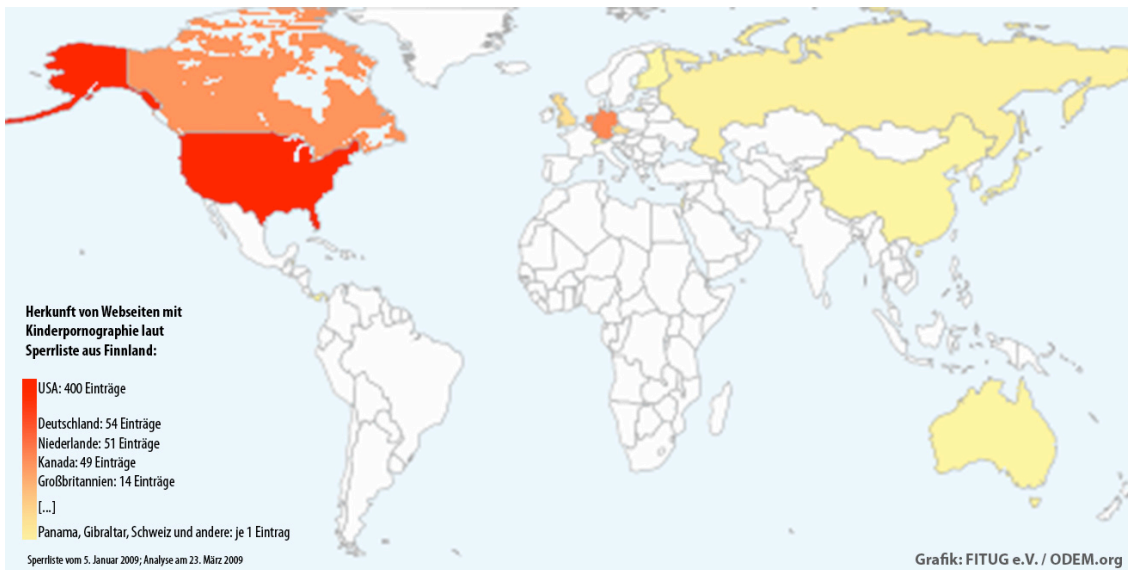 Herkunft von Webseiten mit
Kinderpornographie laut
Sperrliste aus Finnland:
USA: 400 Einträge
Deutschland: 54 Einträge
Niederlande: 51 Einträge
Kanada: 49 Einträge
Großbritannien: 14 Einträge
[...]
Panama, Gibraltar, Schweiz und andere: je 1 Eintrag
Sperrliste vom 5. Januar 2009; Analyse am 23. März 2009
Grafik: FITUG e.V. / ODEM.org